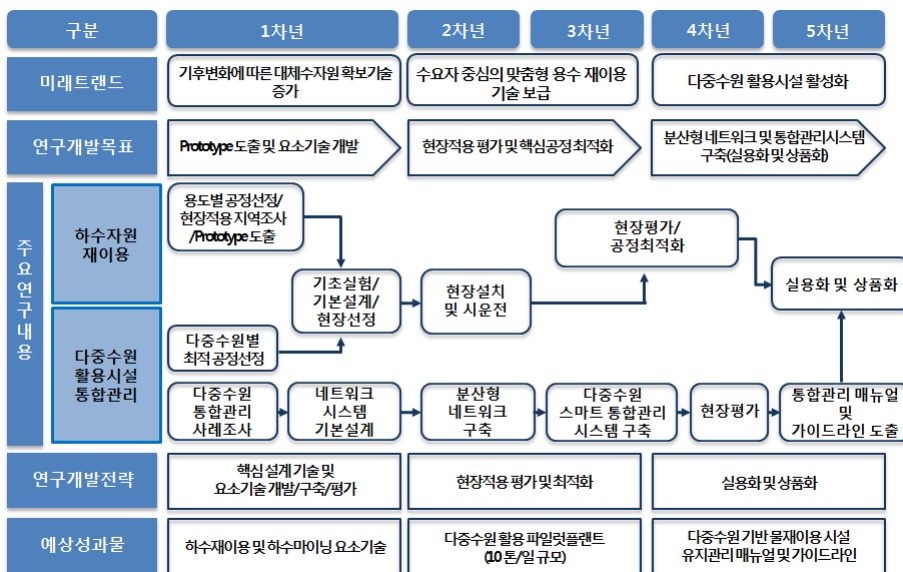 구분
1차년
2차년
3차년
4차년
5차년
미래트랜드
기후변화에 따른 대체수자원 확보기술
증가
수요자 중심의 맞춤형 용수 재이용
기술 보급
다중수원 활용시설 활성화
연구개발목표
Prototype 도출 및 요소기술 개발
현장적용 평가 및 핵심공정 최적화
분산형 네트워크 및 통합관리시스템
구축(실용화 및 상품화)
주요연구내용
하수자원
재이용
용도별 공정선정/
현장적용 지역조사
/Prototype 도출
기초실험/
기본설계/
현장선정
현장설치
및 시운전
현장평가/
공정최적화
실용화 및 상품화
다중수원
활용시설
통합관리
다중수원별
최적 공정선정
다중수원
통합관리
사례조사
네트워크
시스템
기본설계
분산형
네트워크
구축
다중수원
스마트 통합관리
시스템 구축
현장평가
통합관리 매뉴얼
및
가이드라인 도출
연구개발전략
핵심 설계 기술 및
요소기술 개발/구축/평가
현장적용 평가 및 최적화
실용화 및 상품화
예상성과물
하수재이용 및 하수마이닝 요소기술
다중수원 활용 파일럿플랜트
(10 톤/일 규모)
다중수원 기반 물재이용 시설
유지관리 매뉴얼 및 가이드라인